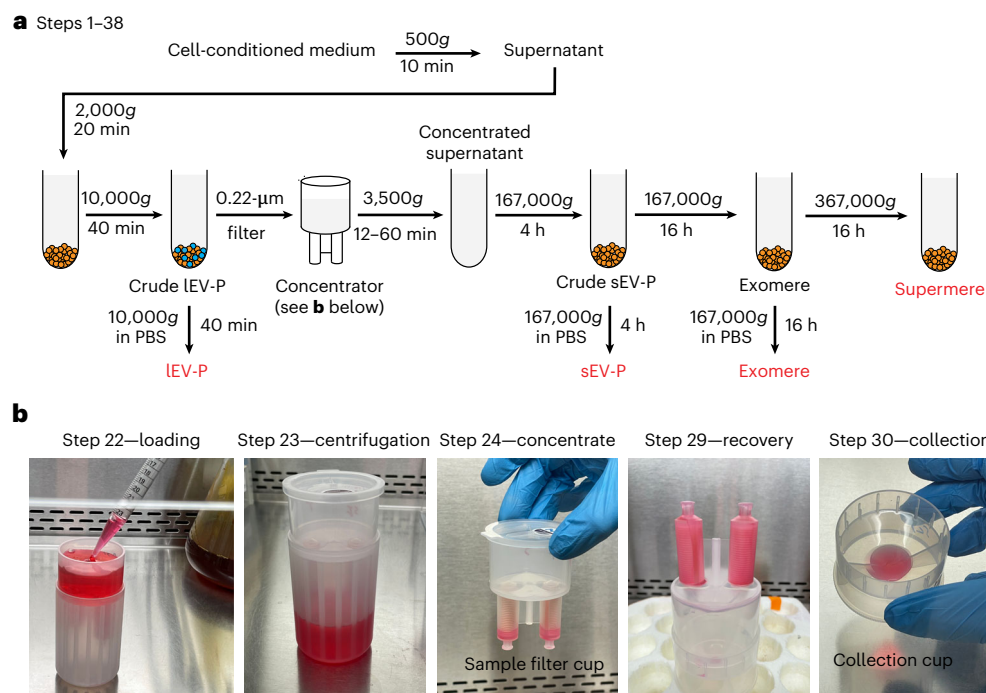 a Steps 1–38
Cell-conditioned medium
500g
10 min
Supernatant
2,000g
20 min
Concentrated
supernatant
10,000g
40 min
0.22-µm
filter
3,500g
12–60 min
167,000g
4 h
167,000g
16 h
367,000g
16 h
Crude lEV-P
Concentrator
(see b below)
Crude sEV-P
Exomere
Supermere
10,000g
in PBS
40 min
167,000g
in PBS
4 h
167,000g
in PBS
16 h
lEV-P
sEV-P
Exomere
b
Step 22—loading
Step 23—centrifugation
Step 24—concentrate
Step 29—recovery
Step 30—collection
Sample filter cup
Collection cup